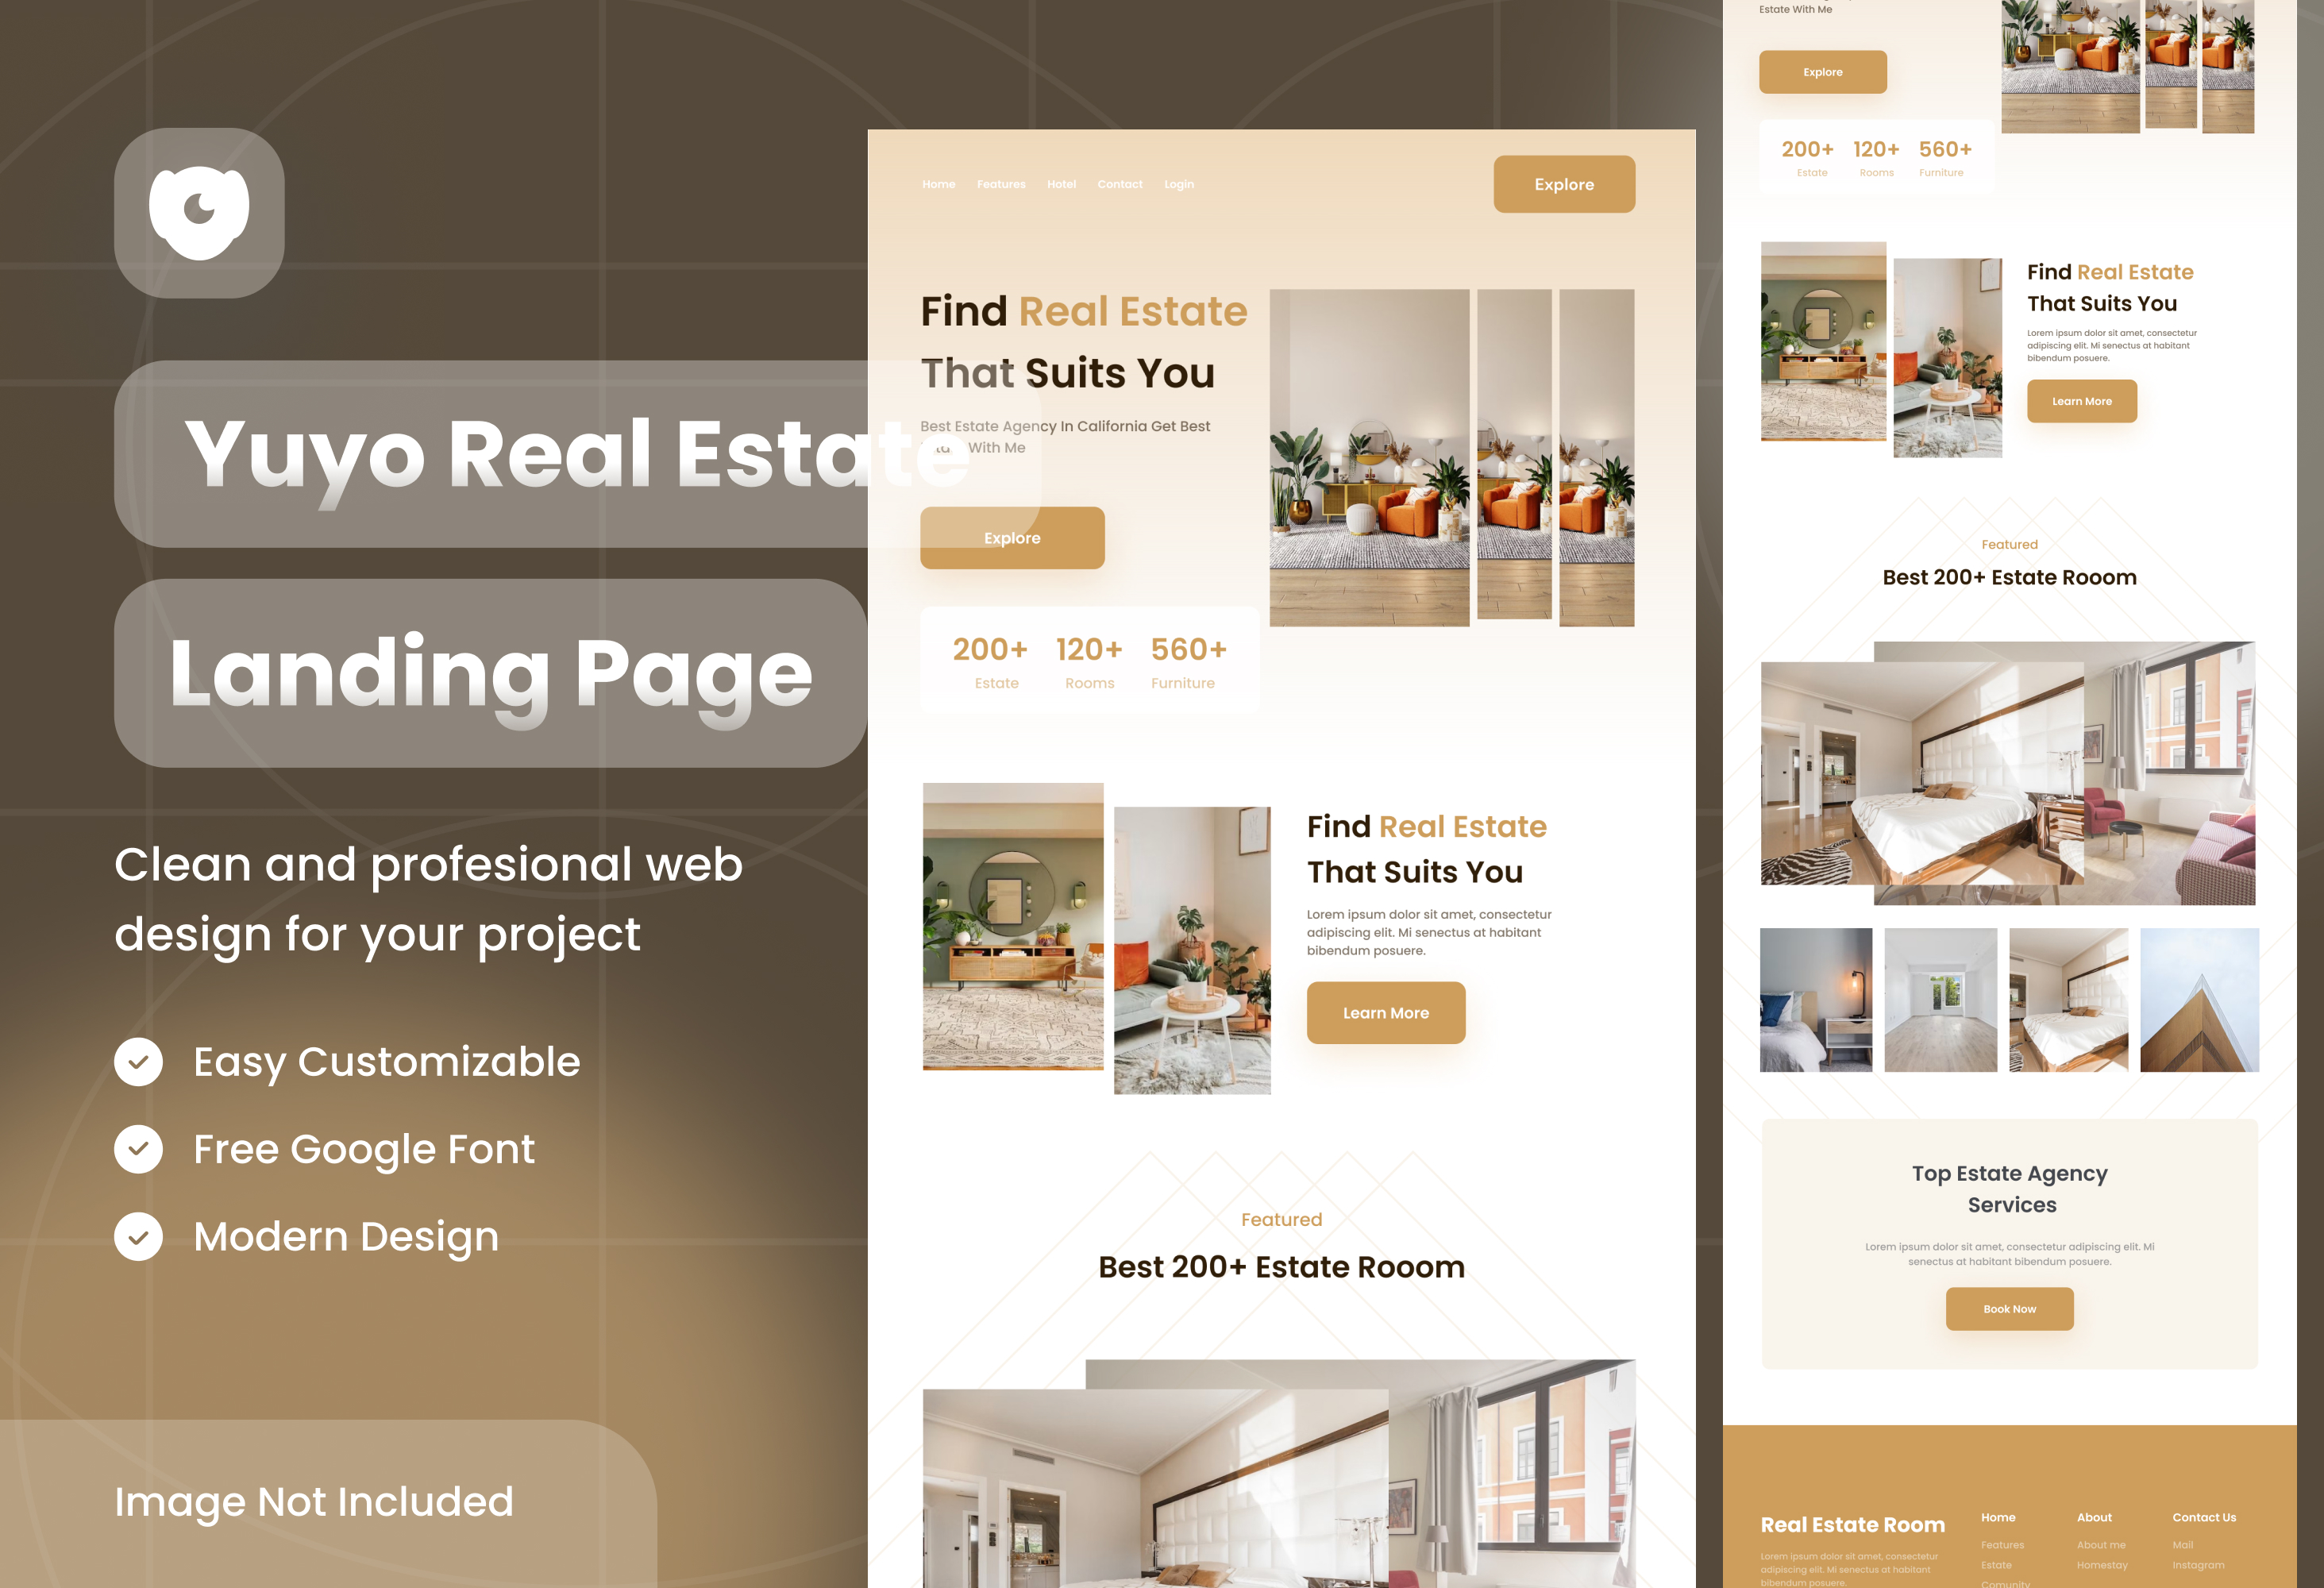 Yuyo Real Estate
Landing Page
Clean and profesional web
design for your project
Easy Customizable
Free Google Font
Modern Design
Image Not Included
Home Features Hotel Contact Login
Explore
Find Real Estate
That Suits You
Best Estate Agency In California Get Best
With Me
Explore
200+ 120+ 560+
Estate Rooms Furniture
Find Real Estate
That Suits You
Lorem ipsum dolor sit amet, consectetur
adipiscing elit. Mi senectus at habitant
bibendum posuere.
Learn More
Featured
Best 200+ Estate Rooom
Estate With Me
Explore
200+ 120+ 560+
Estate Rooms Furniture
Find Real Estate
That Suits You
Lorem ipsum dolor sit amet, consectetur
adipiscing elit. Mi senectus at habitant
bibendum posuere.
Learn More
Featured
Best 200+ Estate Rooom
Top Estate Agency
Services
Lorem ipsum dolor sit amet, consectetur adipiscing elit. Mi
senectus at habitant bibendum posuere.
Book Now
Real Estate Room
Lorem ipsum dolor sit amet, consectetur
adipiscing elit. Mi senectus at habitant
bibendum posuere.
Home About Contact Us
Features About me Mail
Estate Homestay Instagram
Comunity